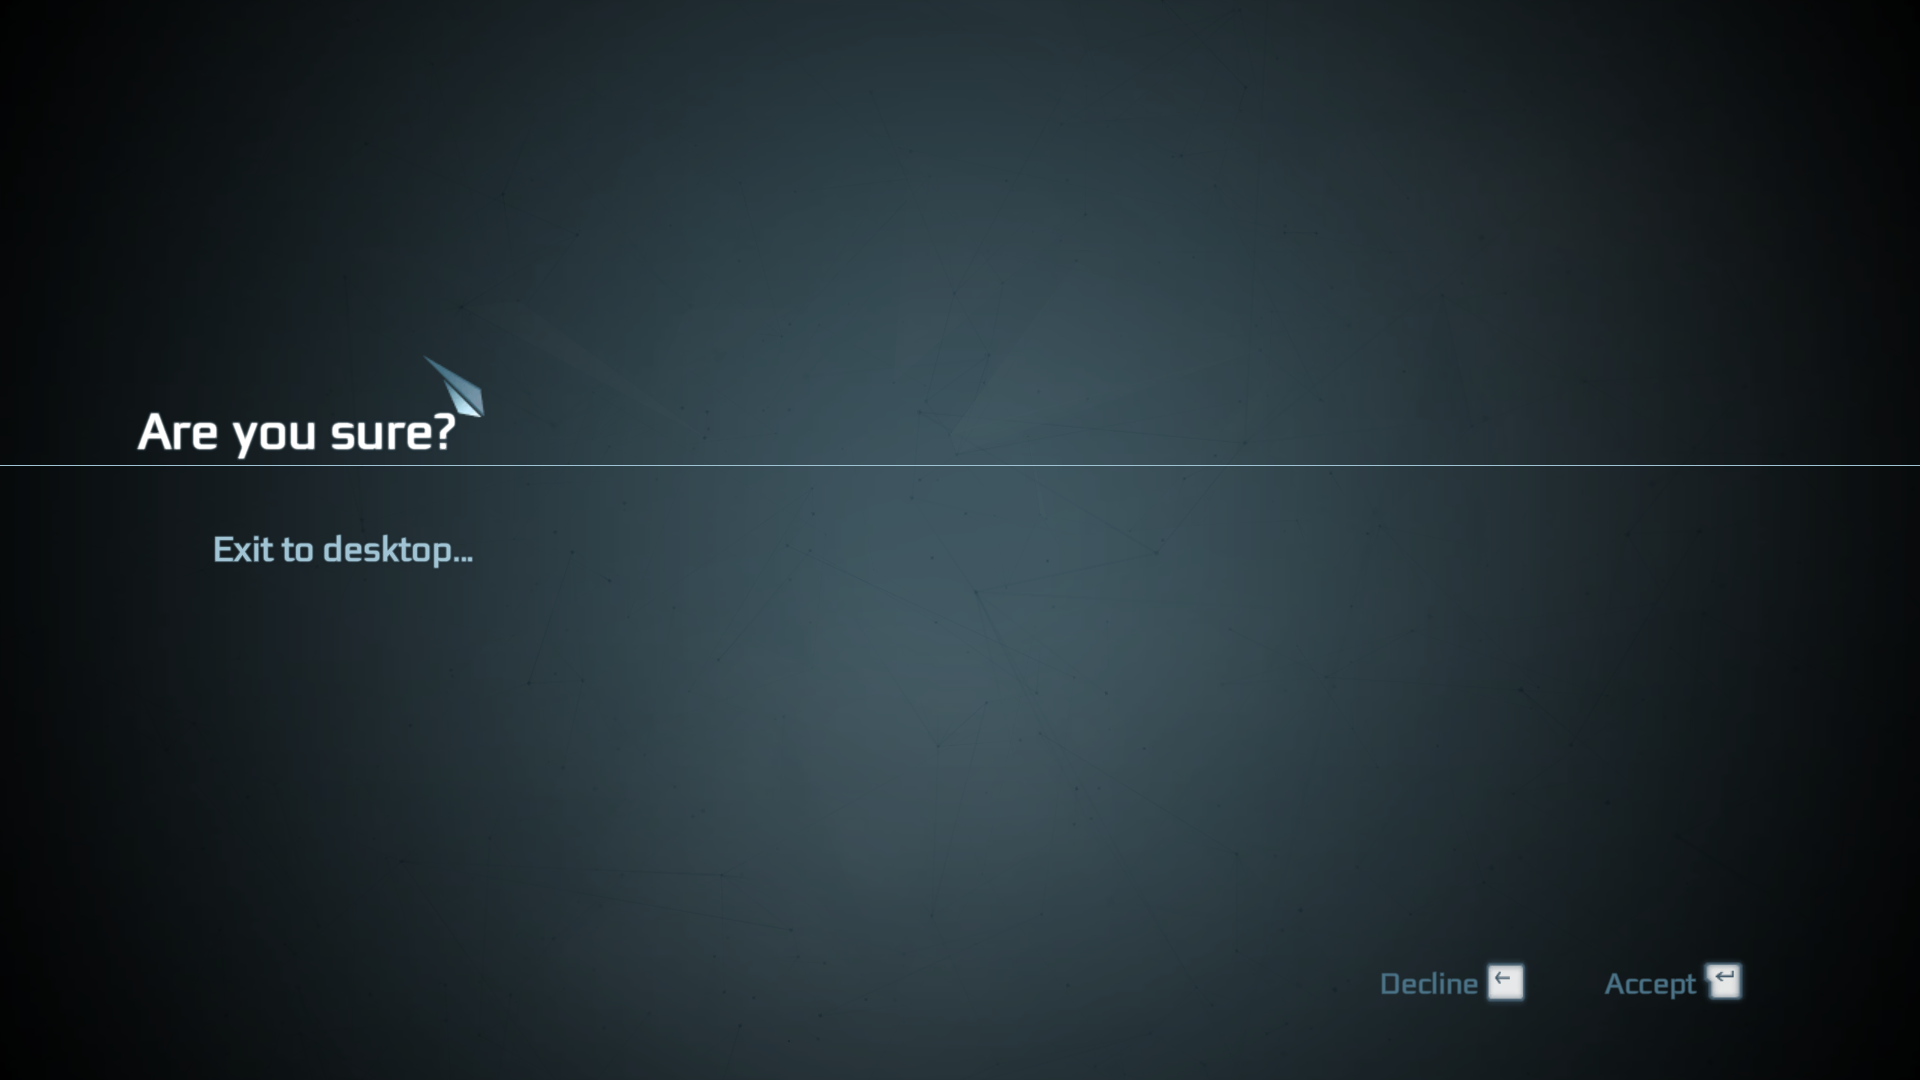 Are you sure?
Exit to desktop...
Decline ←
Accept ↵